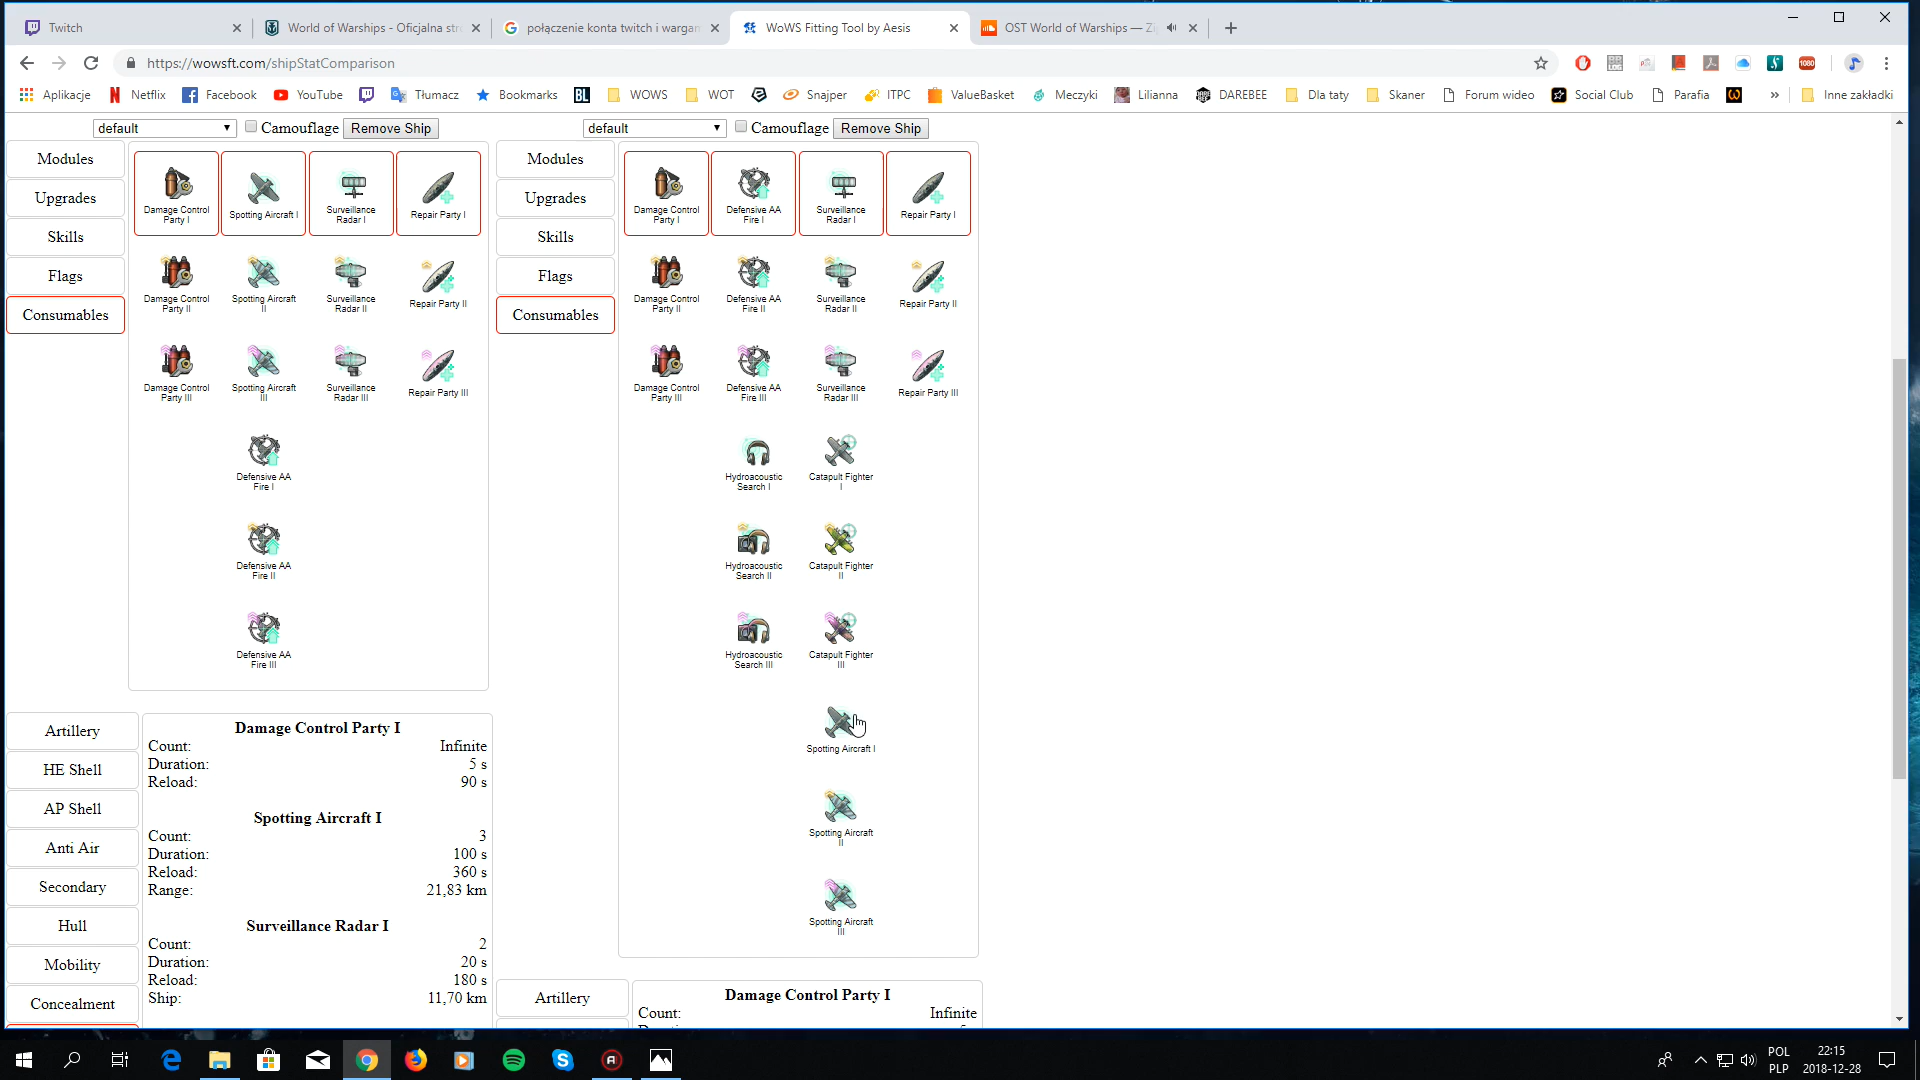 Twitch
World of Warships - Oficjalna str
połączenie konta twitch i wargan
WoWS Fitting Tool by Aesis
OST World of Warships — Zi
https://wowsft.com/shipStatComparison
1080
Aplikacje
Netflix
Facebook
YouTube
Tłumacz
Bookmarks
BL
WOWS
WOT
Snajper
ITPC
ValueBasket
Meczyki
Lilianna
DAREBEE
Dla taty
Skaner
Forum wideo
Social Club
Parafia
»
Inne zakładki
default
Camouflage
Remove Ship
default
Camouflage
Remove Ship
Modules
Upgrades
Skills
Flags
Consumables
Damage Control
Party I
Spotting Aircraft I
Surveillance
Radar I
Repair Party I
Damage Control
Party II
Spotting Aircraft
II
Surveillance
Radar II
Repair Party II
Damage Control
Party III
Spotting Aircraft
III
Surveillance
Radar III
Repair Party III
Defensive AA
Fire I
Defensive AA
Fire II
Defensive AA
Fire III
Modules
Upgrades
Skills
Flags
Consumables
Damage Control
Party I
Defensive AA
Fire I
Surveillance
Radar I
Repair Party I
Damage Control
Party II
Defensive AA
Fire II
Surveillance
Radar II
Repair Party II
Damage Control
Party III
Defensive AA
Fire III
Surveillance
Radar III
Repair Party III
Hydroacoustic
Search I
Catapult Fighter
I
Hydroacoustic
Search II
Catapult Fighter
II
Hydroacoustic
Search III
Catapult Fighter
III
Spotting Aircraft I
Spotting Aircraft
II
Spotting Aircraft
III
Artillery
HE Shell
AP Shell
Anti Air
Secondary
Hull
Mobility
Concealment
Damage Control Party I
Count: Infinite
Duration: 5 s
Reload: 90 s
Spotting Aircraft I
Count: 3
Duration: 100 s
Reload: 360 s
Range: 21,83 km
Surveillance Radar I
Count: 2
Duration: 20 s
Reload: 180 s
Ship: 11,70 km
Artillery
Damage Control Party I
Count: Infinite
POL
PLP
22:15
2018-12-28